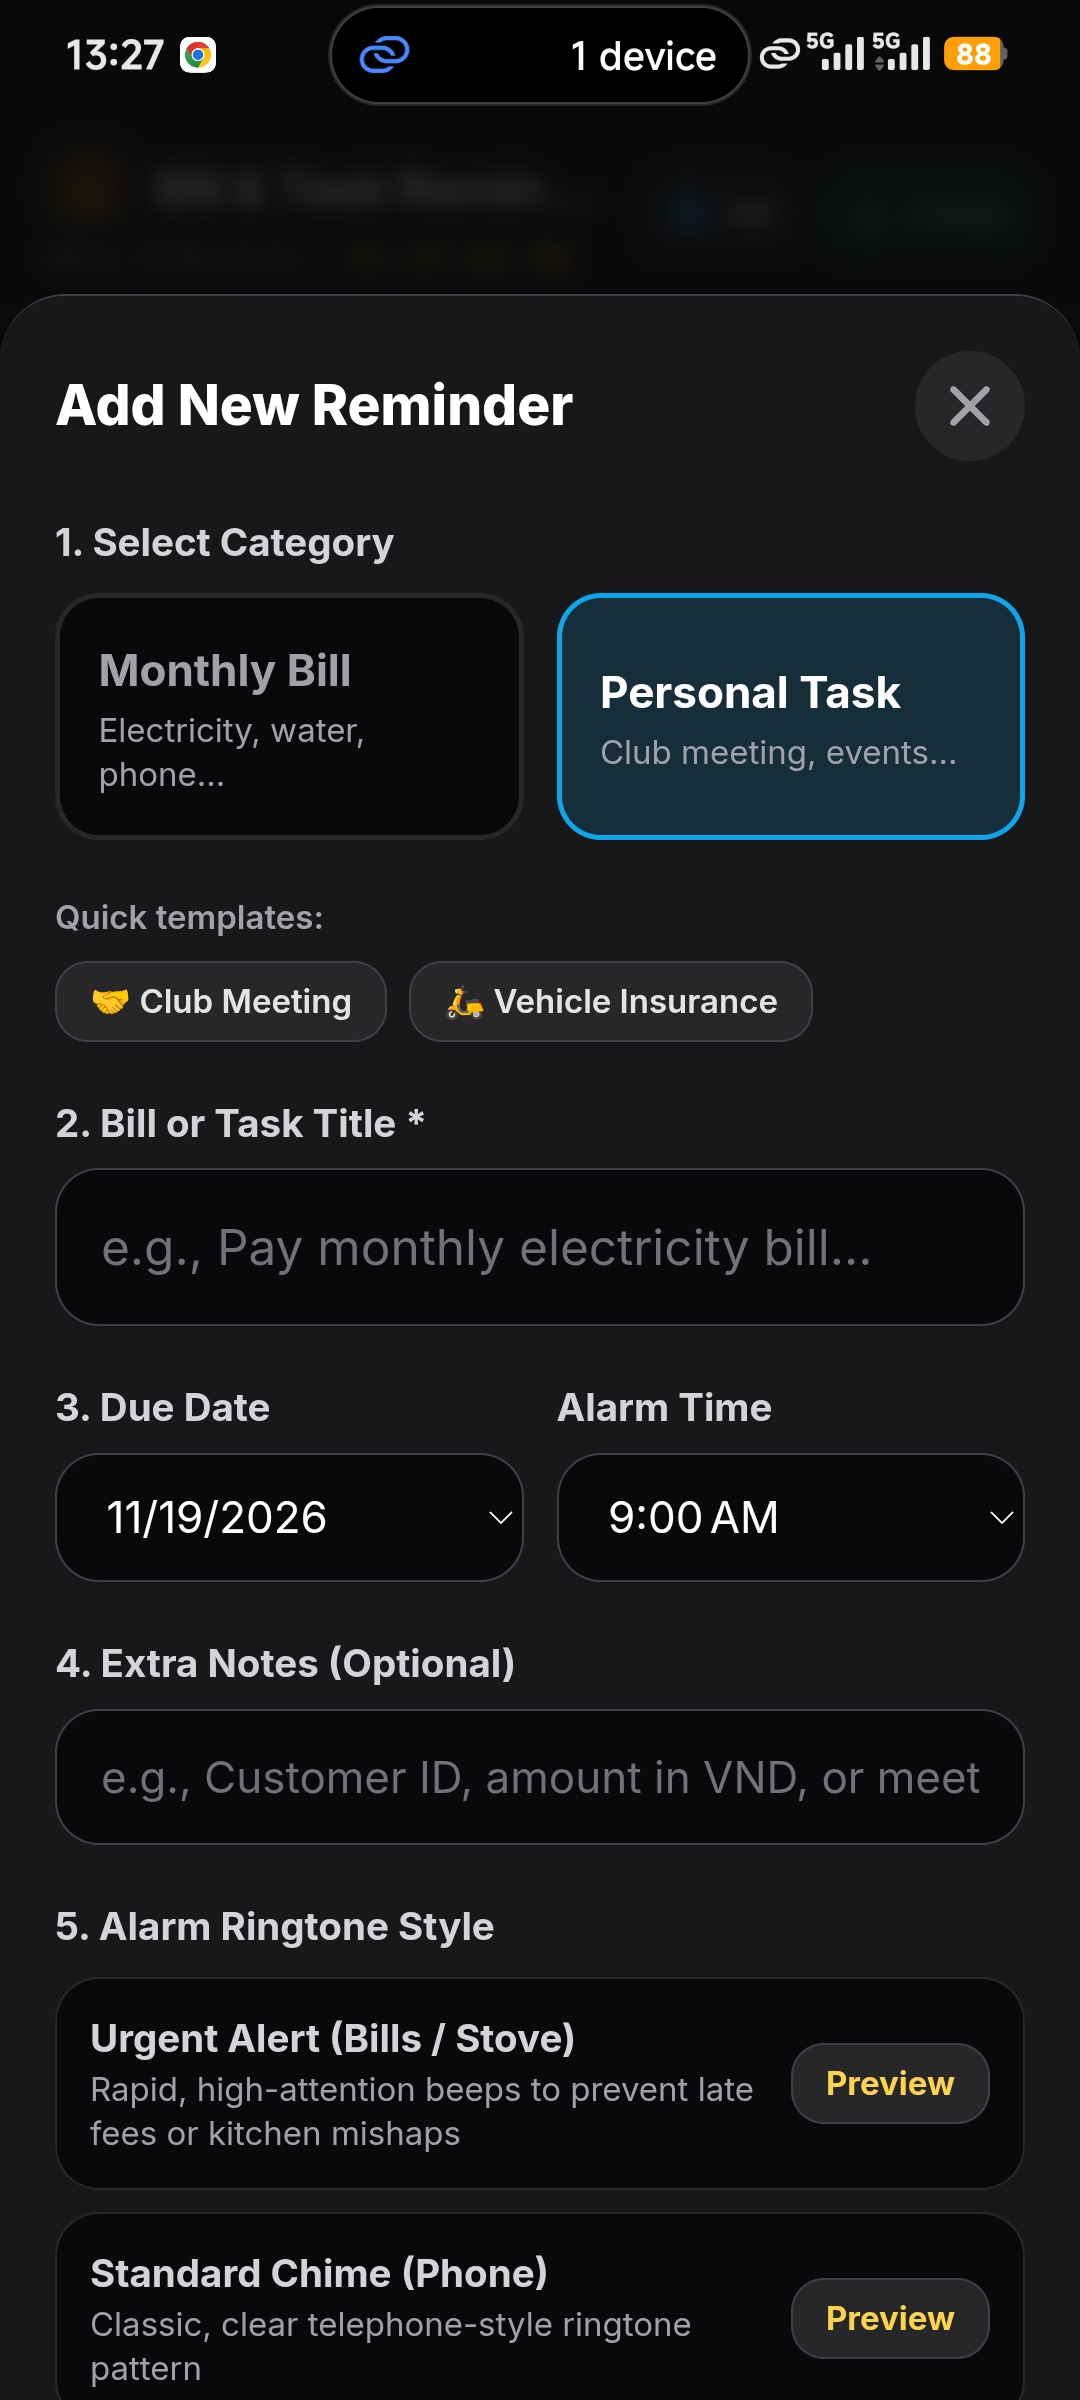 13:27
1 device
5G
5G
88
Add New Reminder
1. Select Category
Monthly Bill
Electricity, water,
phone...
Personal Task
Club meeting, events...
Quick templates:
🤝 Club Meeting
🛵 Vehicle Insurance
2. Bill or Task Title *
e.g., Pay monthly electricity bill...
3. Due Date
Alarm Time
11/19/2026
9:00 AM
4. Extra Notes (Optional)
e.g., Customer ID, amount in VND, or meet
5. Alarm Ringtone Style
Urgent Alert (Bills / Stove)
Rapid, high-attention beeps to prevent late
fees or kitchen mishaps
Preview
Standard Chime (Phone)
Classic, clear telephone-style ringtone
pattern
Preview